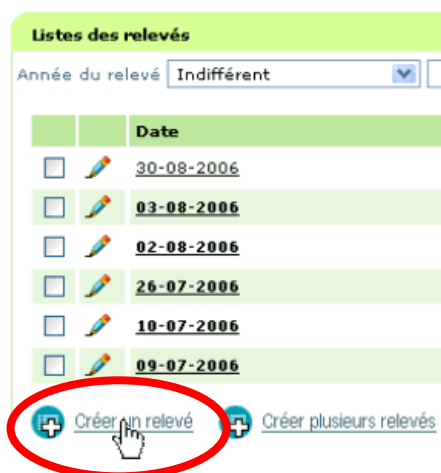 Listes des relevés
Année du relevé Indifférent
Date
30-08-2006
03-08-2006
02-08-2006
26-07-2006
10-07-2006
09-07-2006
Créer un relevé Créer plusieurs relevés